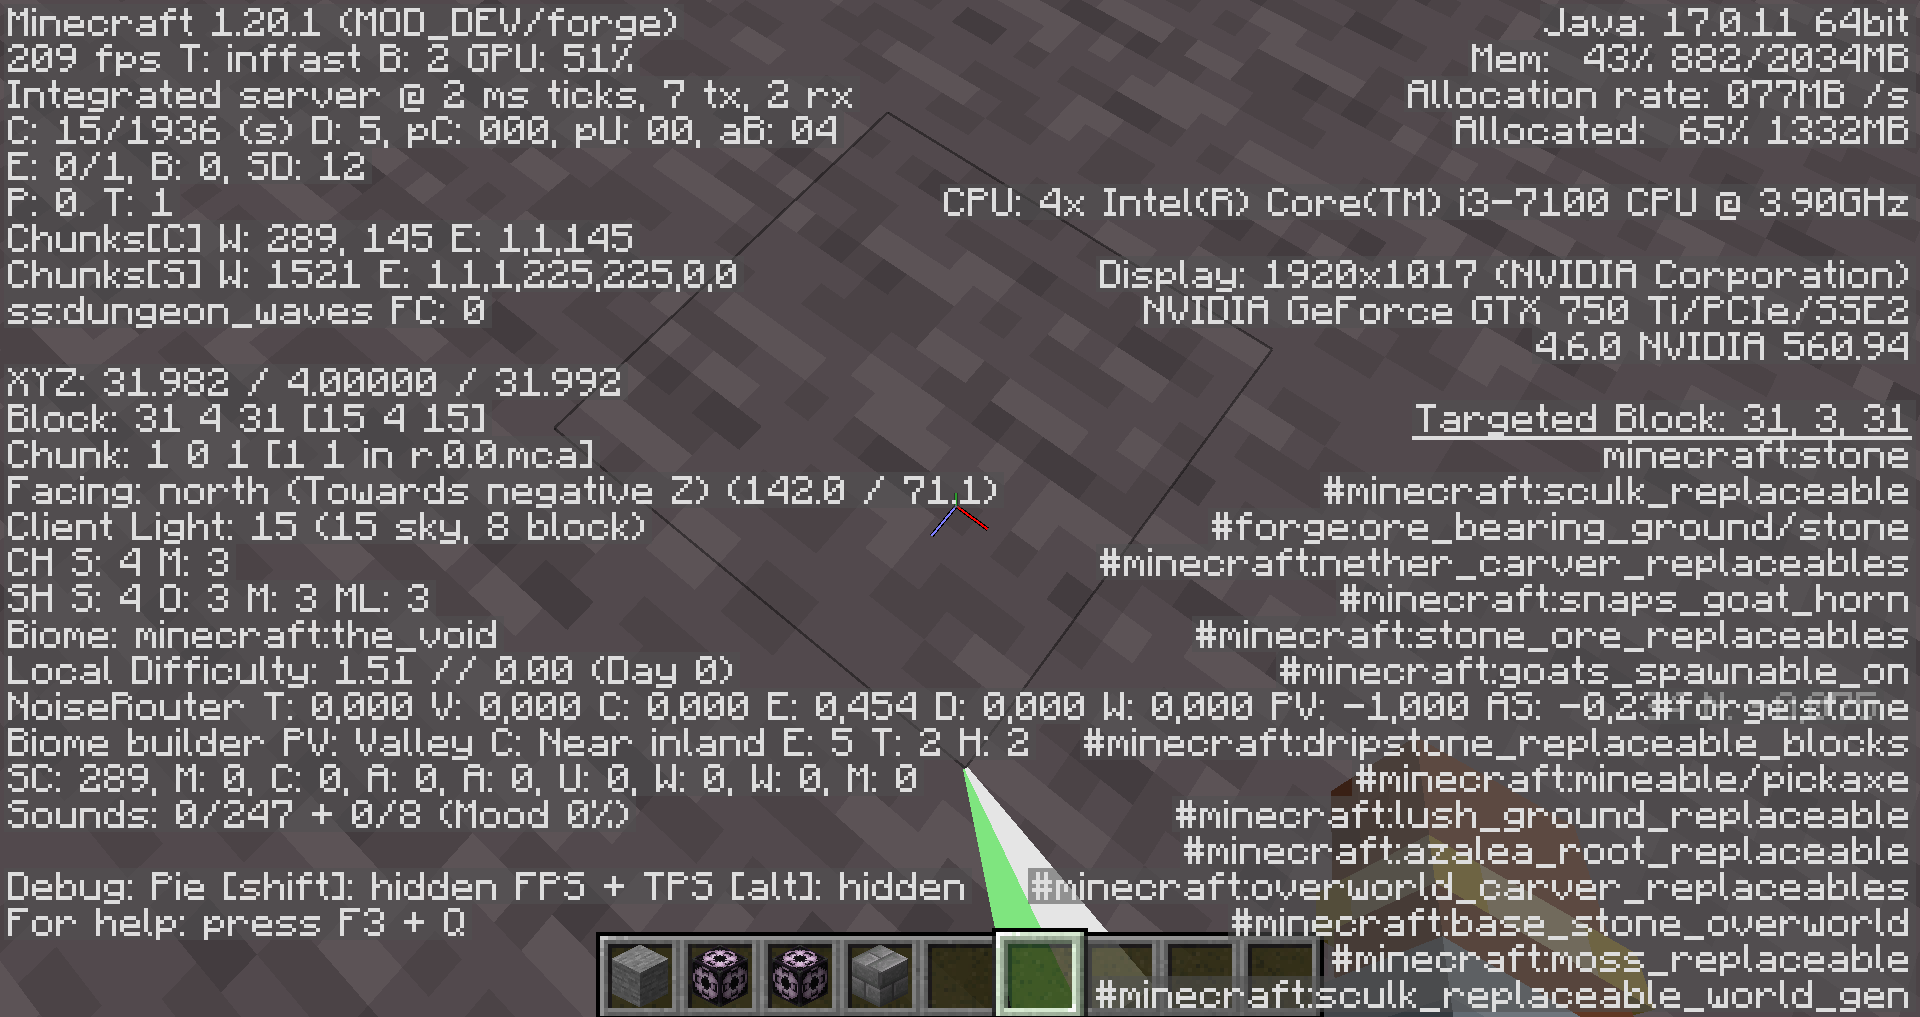 Minecraft 1.20.1 (MOD_DEV/forge)
209 fps T: inffast B: 2 GPU: 51%
Integrated server @ 2 ms ticks, 7 tx, 2 rx
C: 15/1936 (s) D: 5, pC: 000, pU: 00, aB: 04
E: 0/1, B: 0, SD: 12
P: 0. T: 1
Chunks[C] W: 289, 145 E: 1,1,145
Chunks[S] W: 1521 E: 1,1,1,225,225,0,0
ss:dungeon_waves FC: 0
XYZ: 31.982 / 4.00000 / 31.992
Block: 31 4 31 [15 4 15]
Chunk: 1 0 1 [1 1 in r.0.0.mca]
Facing: north (Towards negative Z) (142.0 / 71.1)
Client Light: 15 (15 sky, 8 block)
CH S: 4 M: 3
SH S: 4 O: 3 M: 3 ML: 3
Biome: minecraft:the_void
Local Difficulty: 1.51 // 0.00 (Day 0)
NoiseRouter T: 0,000 V: 0,000 C: 0,000 E: 0,454 D: 0,000 W: 0,000 PV: -1,000 AS: -0,23
Biome builder PV: Valley C: Near inland E: 5 T: 2 H: 2
SC: 289, M: 0, C: 0, A: 0, A: 0, U: 0, W: 0, W: 0, M: 0
Sounds: 0/247 + 0/8 (Mood 0%)
Debug: Pie [shift]: hidden FPS + TPS [alt]: hidden
For help: press F3 + Q
Java: 17.0.11 64bit
Mem: 43% 882/2034MB
Allocation rate: 077MB /s
Allocated: 65% 1332MB
CPU: 4x Intel(R) Core(TM) i3-7100 CPU @ 3.90GHz
Display: 1920x1017 (NVIDIA Corporation)
NVIDIA GeForce GTX 750 Ti/PCIe/SSE2
4.6.0 NVIDIA 560.94
Targeted Block: 31, 3, 31
minecraft:stone
#minecraft:sculk_replaceable
#forge:ore_bearing_ground/stone
#minecraft:nether_carver_replaceables
#minecraft:snaps_goat_horn
#minecraft:stone_ore_replaceables
#minecraft:goats_spawnable_on
#forge:stone
#minecraft:dripstone_replaceable_blocks
#minecraft:mineable/pickaxe
#minecraft:lush_ground_replaceable
#minecraft:azalea_root_replaceable
#minecraft:overworld_carver_replaceables
#minecraft:base_stone_overworld
#minecraft:moss_replaceable
#minecraft:sculk_replaceable_world_gen